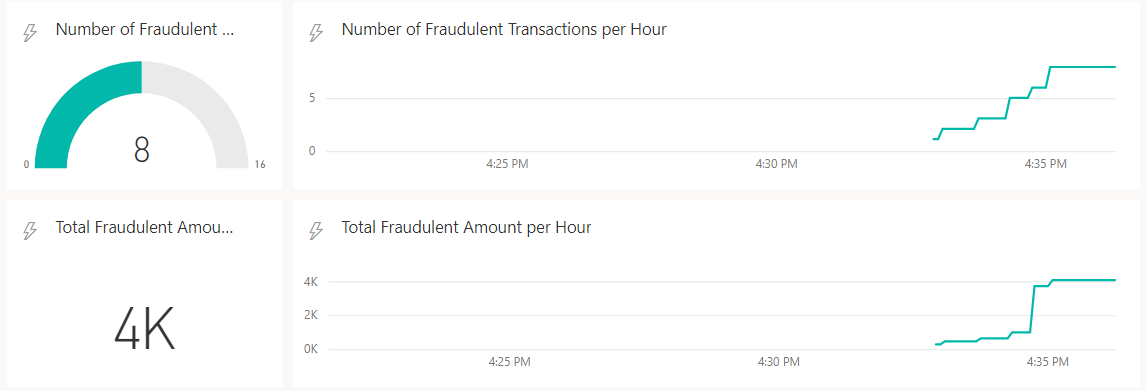 Number of Fraudulent ...
8
0
16
Number of Fraudulent Transactions per Hour
5
0
4:25 PM
4:30 PM
4:35 PM
Total Fraudulent Amou...
4K
Total Fraudulent Amount per Hour
4K
2K
0K
4:25 PM
4:30 PM
4:35 PM